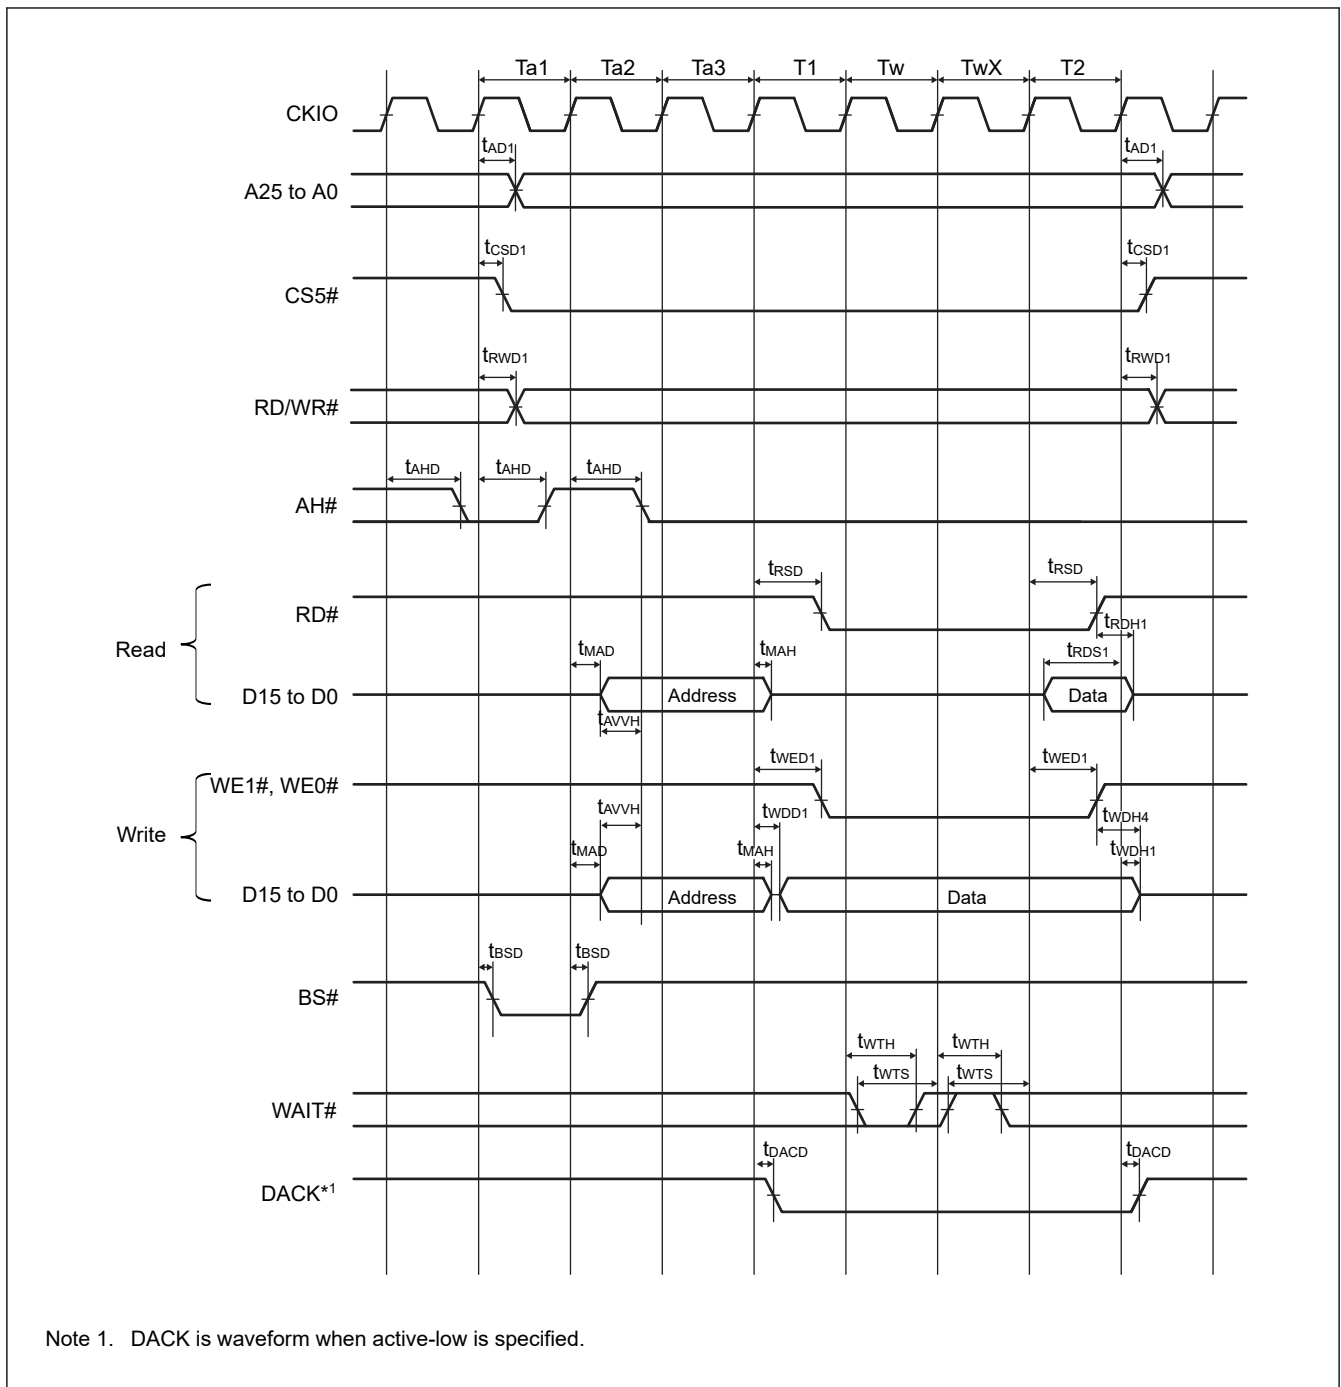 Ta1 Ta2 Ta3 T1 Tw TwX T2
CKIO
tAD1 tAD1
A25 to A0
tCSD1 tCSD1
CS5#
tRWD1 tRWD1
RD/WR#
tAHD tAHD tAHD
AH#
tRSD tRSD
RD#
tRDH1
Read
tMAD tMAH tRDS1
D15 to D0 Address Data
tAVVH
tWED1 tWED1
WE1#, WE0#
tAVVH tWDD1 tWDH4
Write
tMAD tMAH tWDH1
D15 to D0 Address Data
tBSD tBSD
BS#
tWTH tWTH
tWTS tWTS
WAIT#
tDACD tDACD
DACK*1
Note 1. DACK is waveform when active-low is specified.